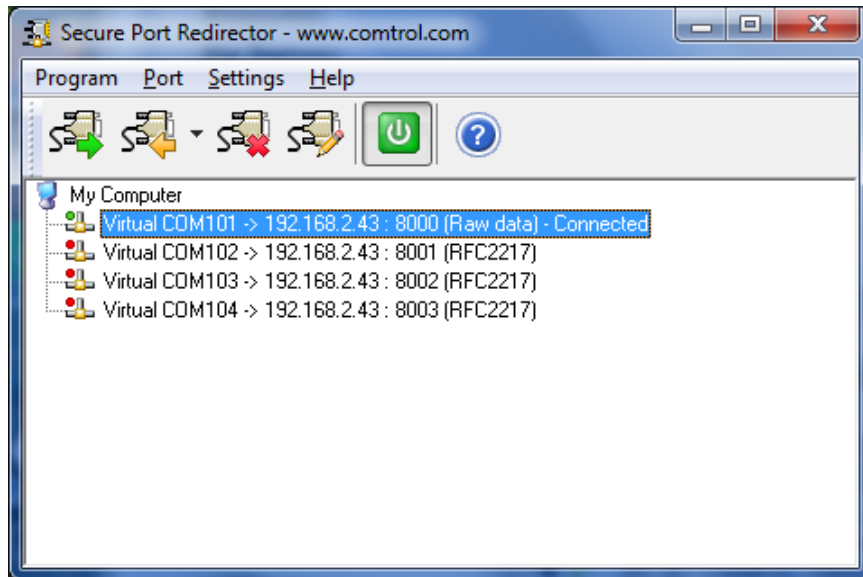 Secure Port Redirector - www.comtrol.com
Program Port Settings Help
My Computer
Virtual COM101 -> 192.168.2.43 : 8000 (Raw data) - Connected
Virtual COM102 -> 192.168.2.43 : 8001 (RFC2217)
Virtual COM103 -> 192.168.2.43 : 8002 (RFC2217)
Virtual COM104 -> 192.168.2.43 : 8003 (RFC2217)